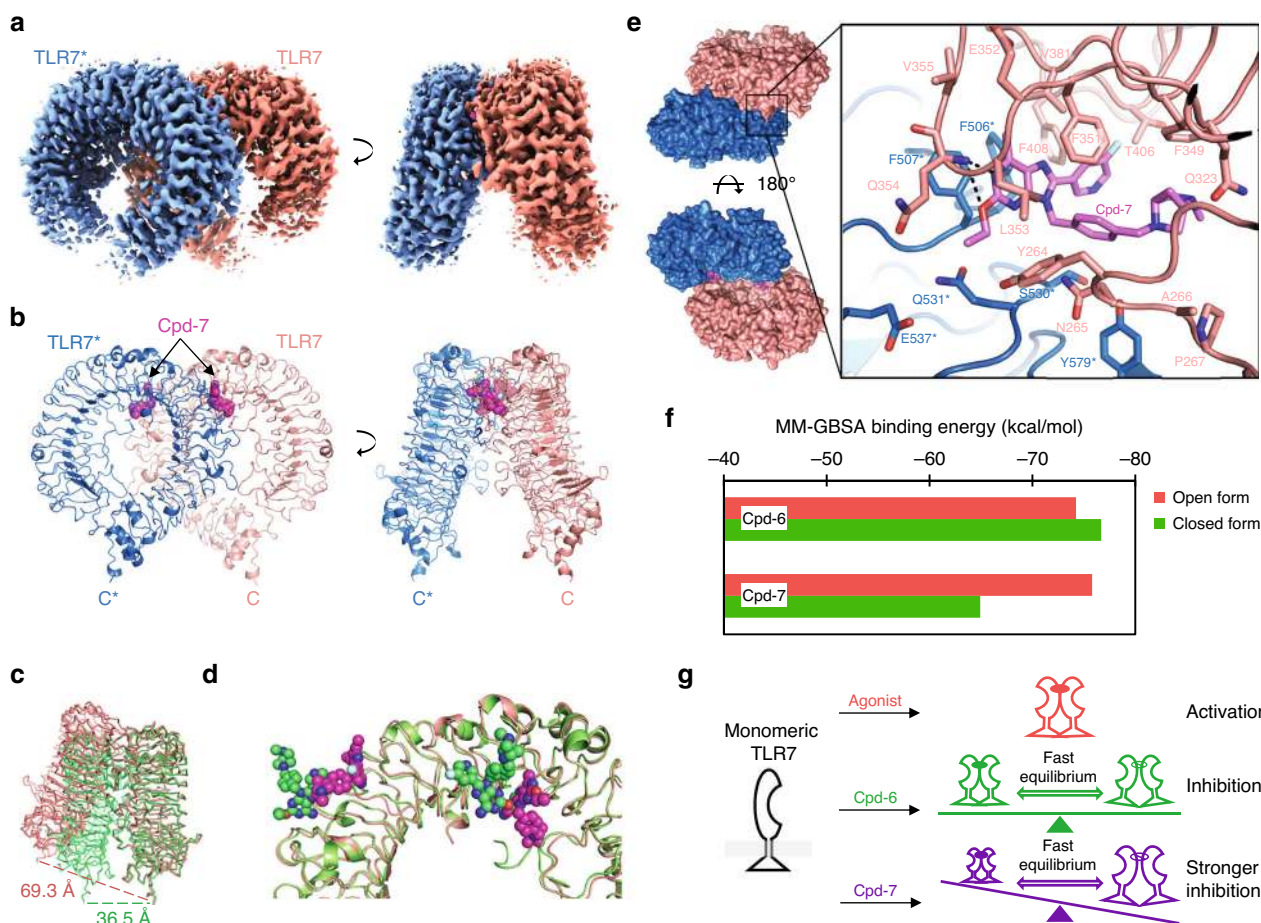 a
TLR7*
TLR7
b
Cpd-7
TLR7*
TLR7
C*
C
C*
C
c
69.3 Å
36.5 Å
d
e
180°
E352
V381
V355
F506*
F507*
F408
F351
T406
F349
Q354
Q323
Cpd-7
L353
Y264
Q531*
S530*
A266
N265
E537*
Y579*
P267
f
MM-GBSA binding energy (kcal/mol)
–40 –50 –60 –70 –80
Cpd-6
Cpd-7
Open form
Closed form
g
Monomeric
TLR7
Agonist
Activation
Cpd-6
Fast
equilibrium
Inhibition
Cpd-7
Fast
equilibrium
Stronger
inhibition